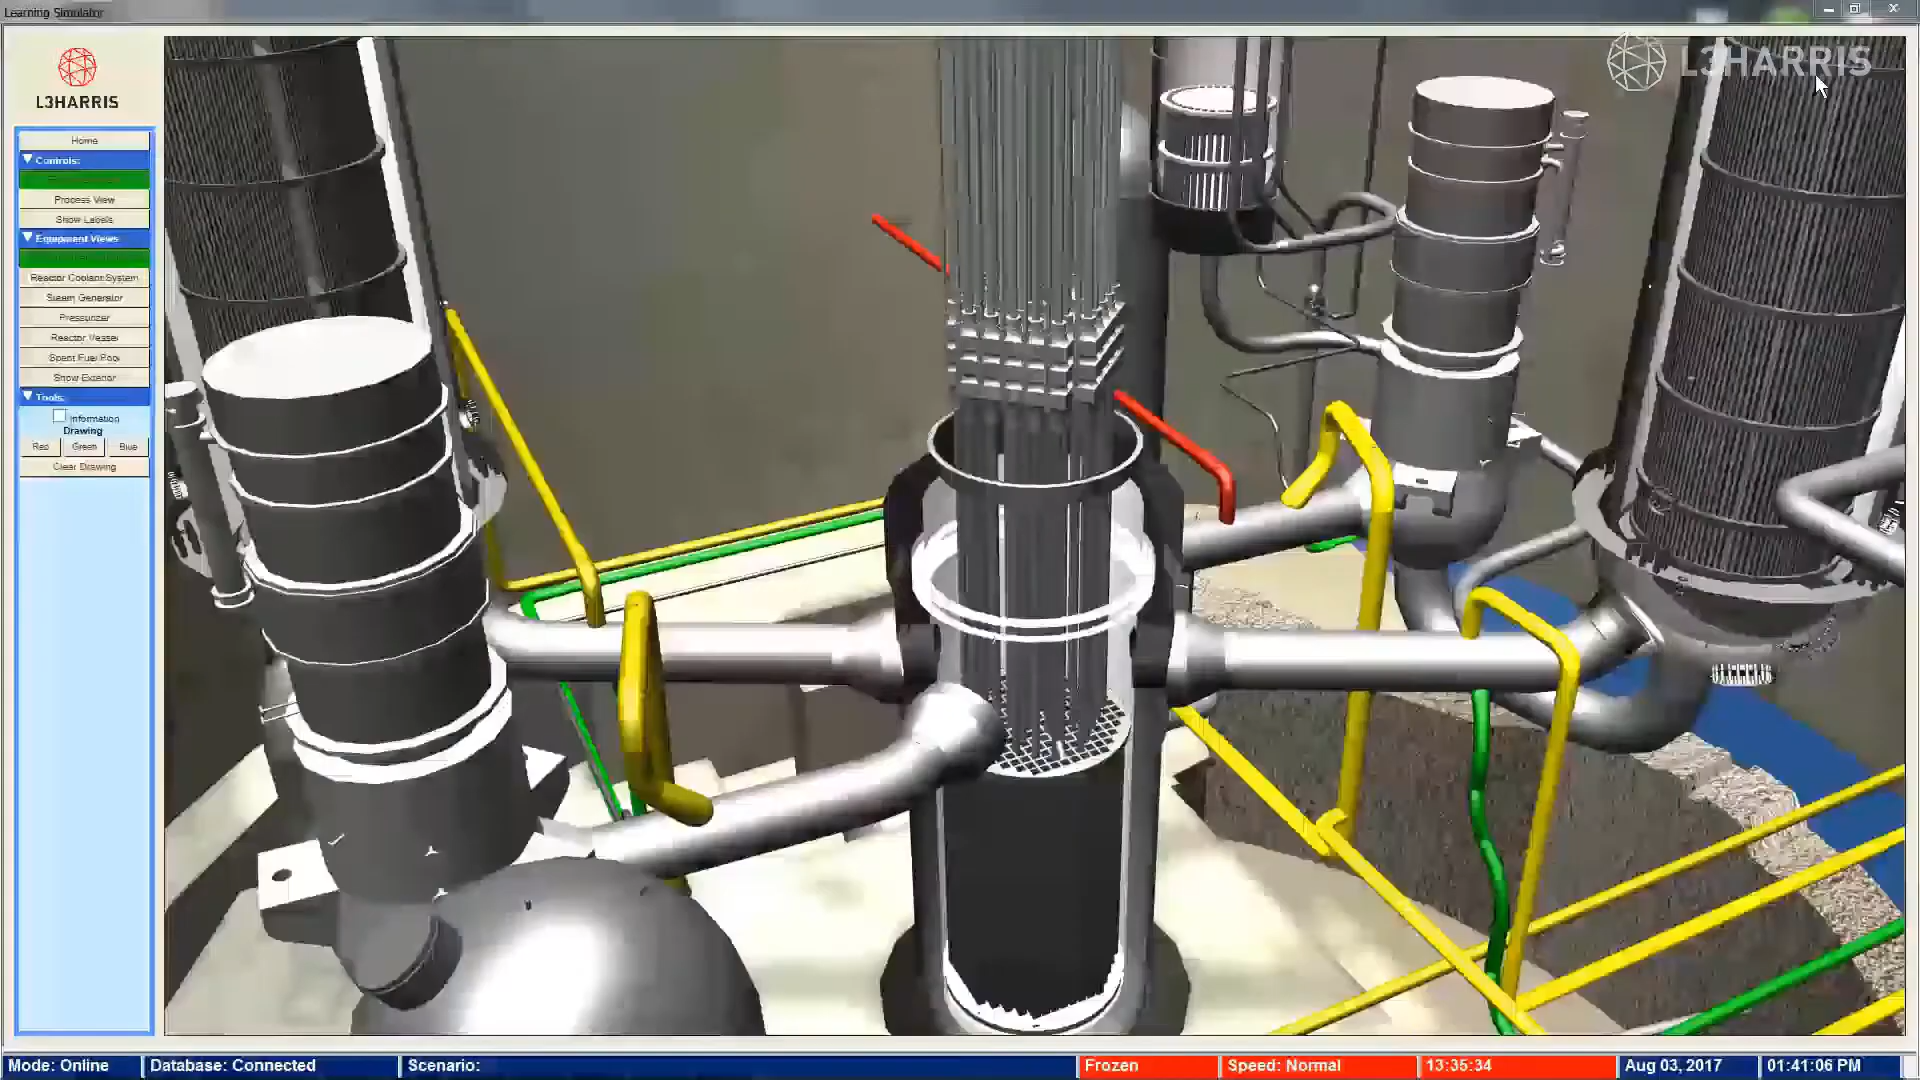 Learning Simulator
L3HARRIS
L3HARRIS
Home
Controls:
Process View
Show Labels
Equipment Views
Reactor Coolant System
Steam Generator
Pressurizer
Reactor Vessel
Spent Fuel Pool
Show Exterior
Tools:
Information
Drawing
Red Green Blue
Clear Drawing
Mode: Online Database: Connected Scenario: Frozen Speed: Normal 13:35:34 Aug 03, 2017 01:41:06 PM